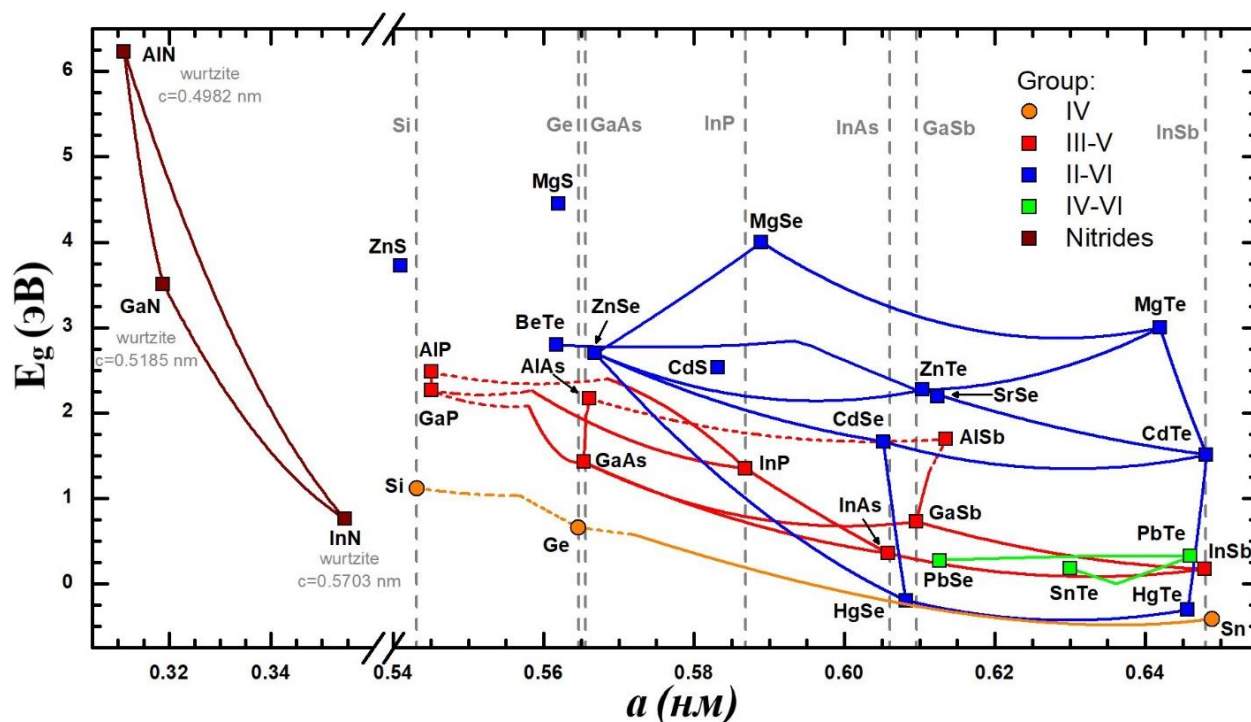 E_g (эВ)
6
5
4
3
2
1
0
0.32
0.34
0.54
0.56
0.58
0.60
0.62
0.64
a (нм)
AlN
wurtzite
c=0.4982 nm
GaN
wurtzite
c=0.5185 nm
InN
wurtzite
c=0.5703 nm
Si
Ge
GaAs
InP
InAs
GaSb
InSb
Group:
IV
III-V
II-VI
IV-VI
Nitrides
MgS
ZnS
MgSe
ZnSe
BeTe
MgTe
AlP
AlAs
CdS
ZnTe
SrSe
GaP
CdSe
AlSb
CdTe
GaAs
InP
Si
Ge
InAs
GaSb
PbTe
InSb
PbSe
SnTe
HgTe
HgSe
Sn